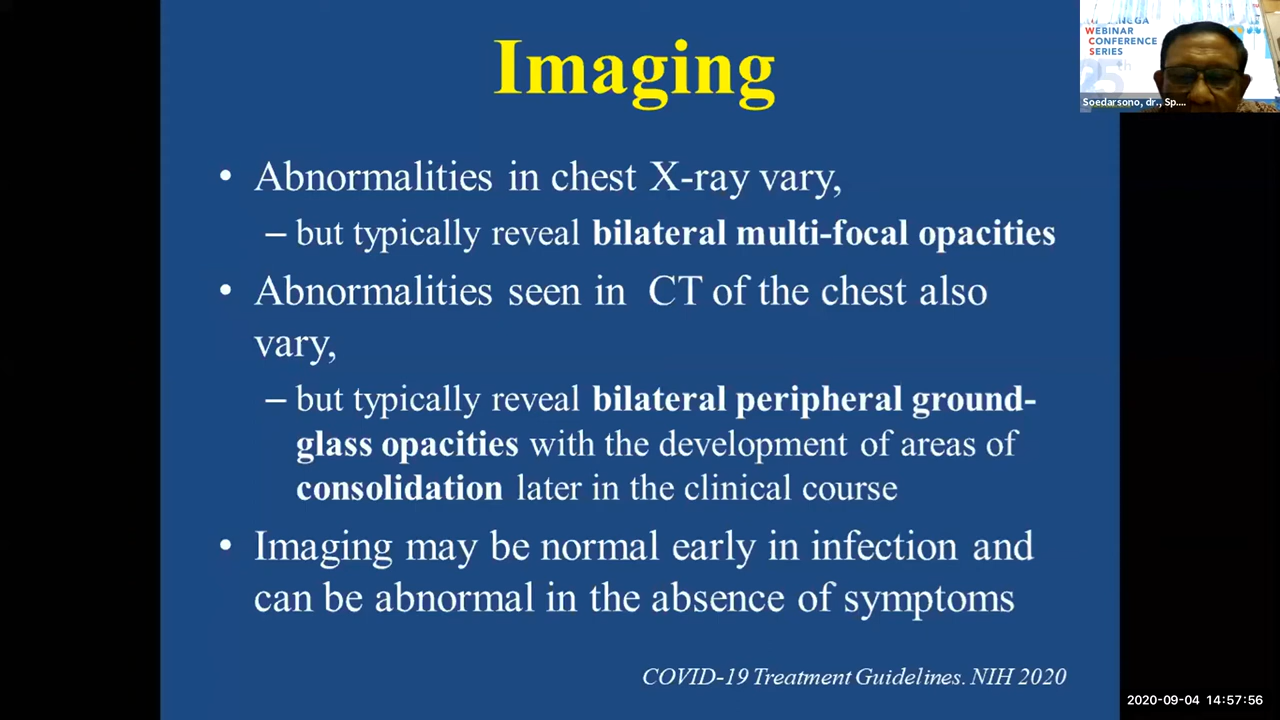 Imaging
• Abnormalities in chest X-ray vary,
– but typically reveal bilateral multi-focal opacities
• Abnormalities seen in CT of the chest also
vary,
– but typically reveal bilateral peripheral ground-
glass opacities with the development of areas of
consolidation later in the clinical course
• Imaging may be normal early in infection and
can be abnormal in the absence of symptoms
COVID-19 Treatment Guidelines. NIH 2020
WEBINAR
CONFERENCE
SERIES
25th
Soedarsono, dr., Sp....
2020-09-04 14:57:56